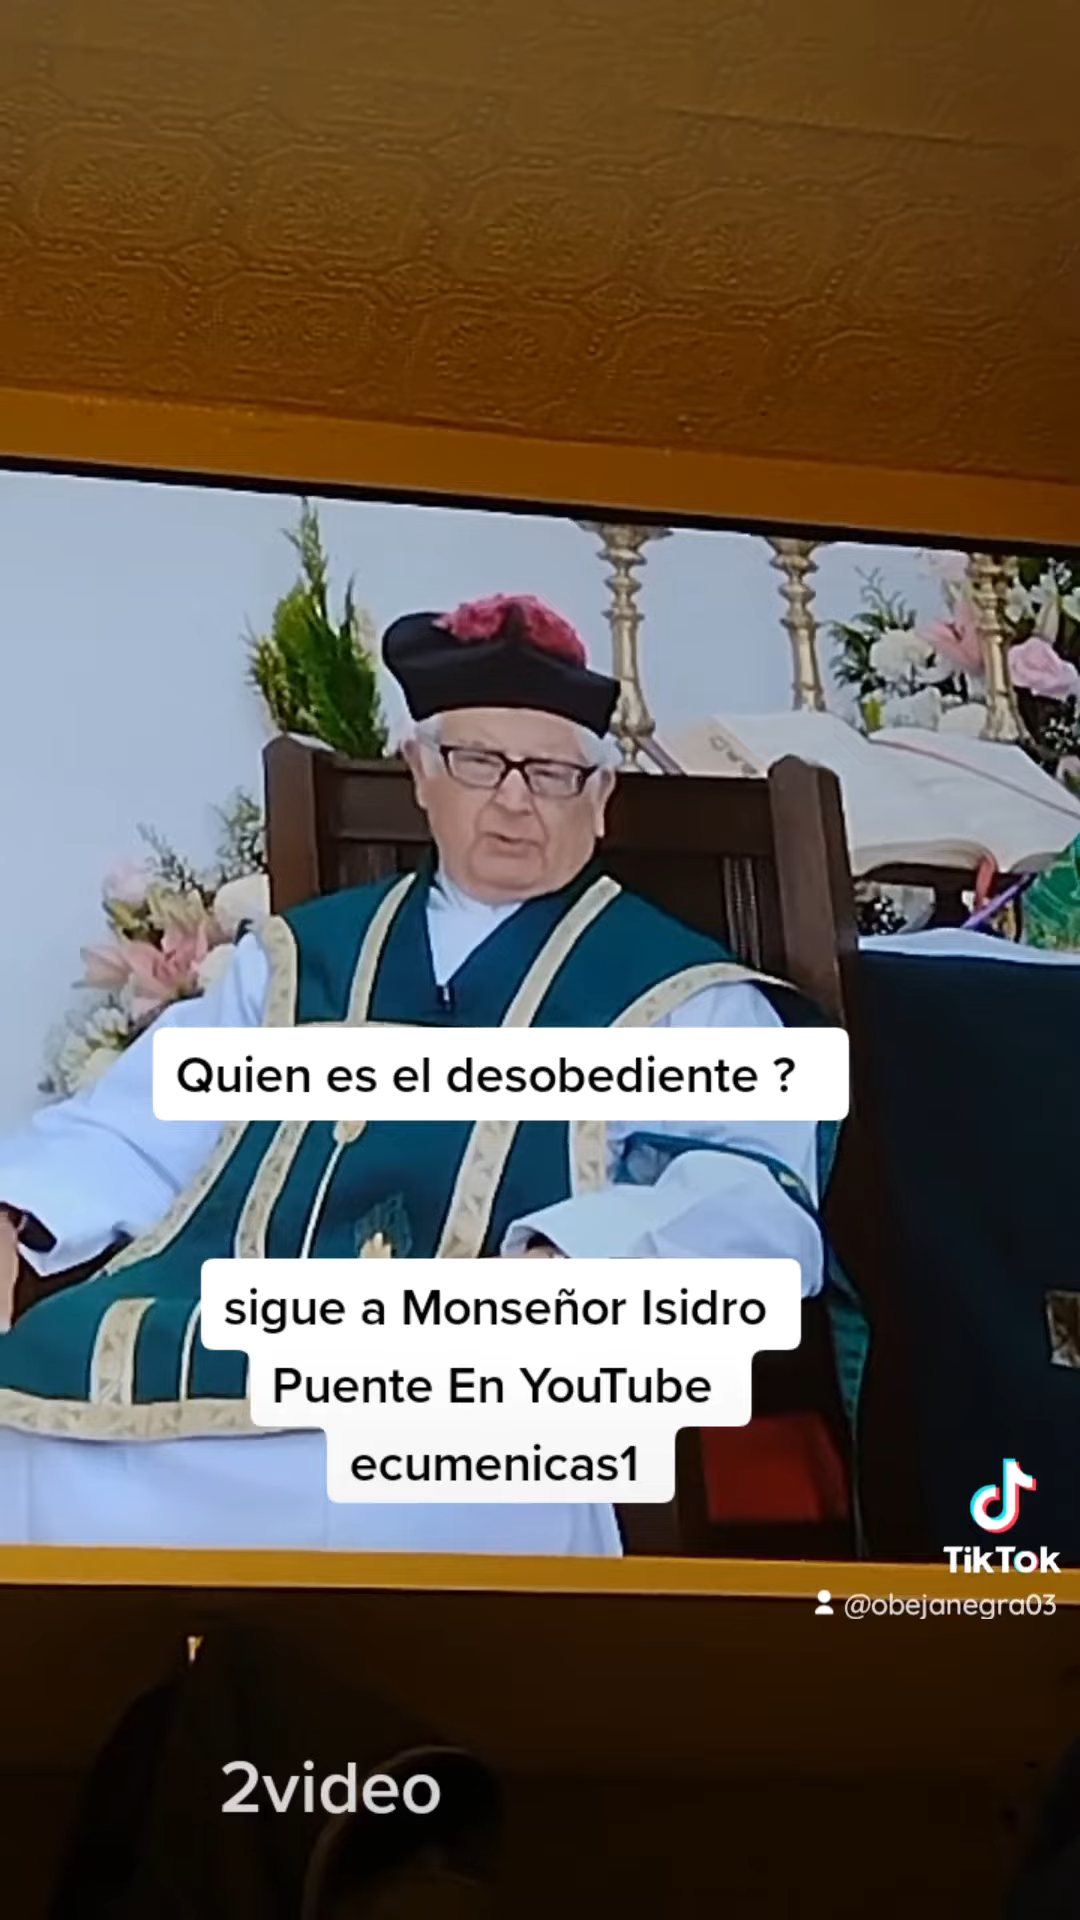 Quien es el desobediente ?
sigue a Monseñor Isidro
Puente En YouTube
ecumenicas1
TikTok
@obejanegra03
2video